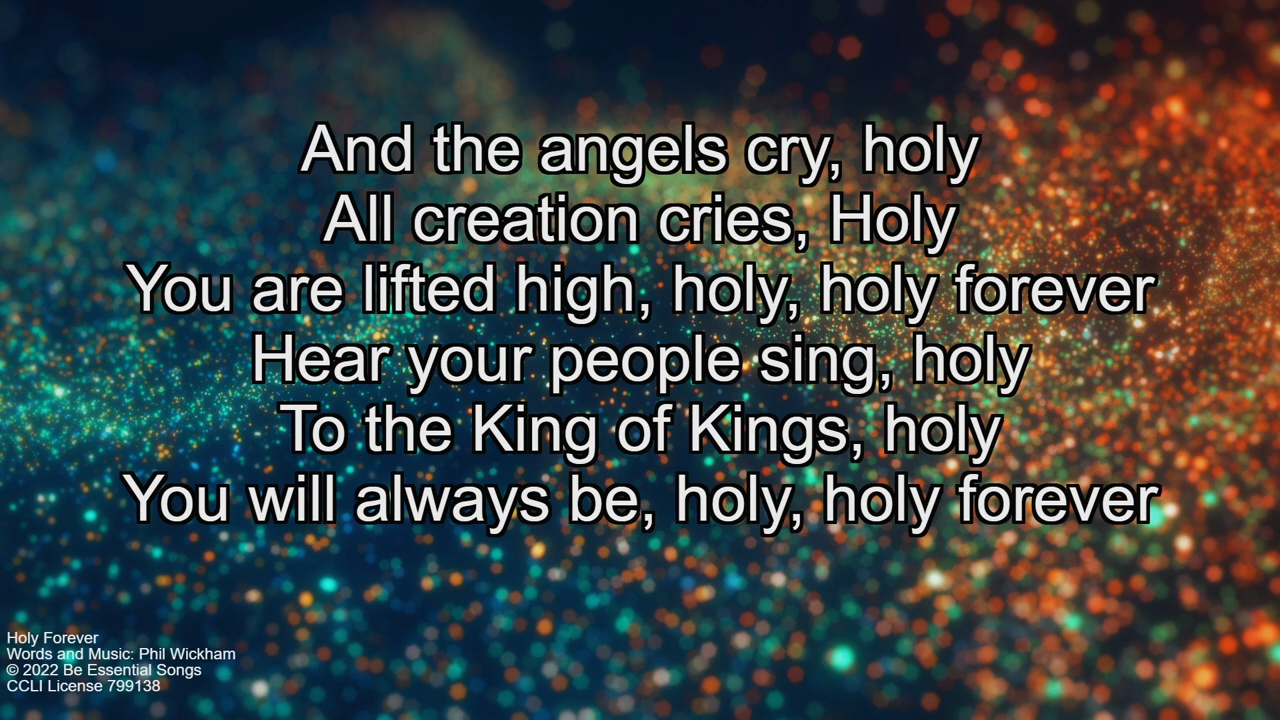 And the angels cry, holy
All creation cries, Holy
You are lifted high, holy, holy forever
Hear your people sing, holy
To the King of Kings, holy
You will always be, holy, holy forever
Holy Forever
Words and Music: Phil Wickham
© 2022 Be Essential Songs
CCLI License 799138